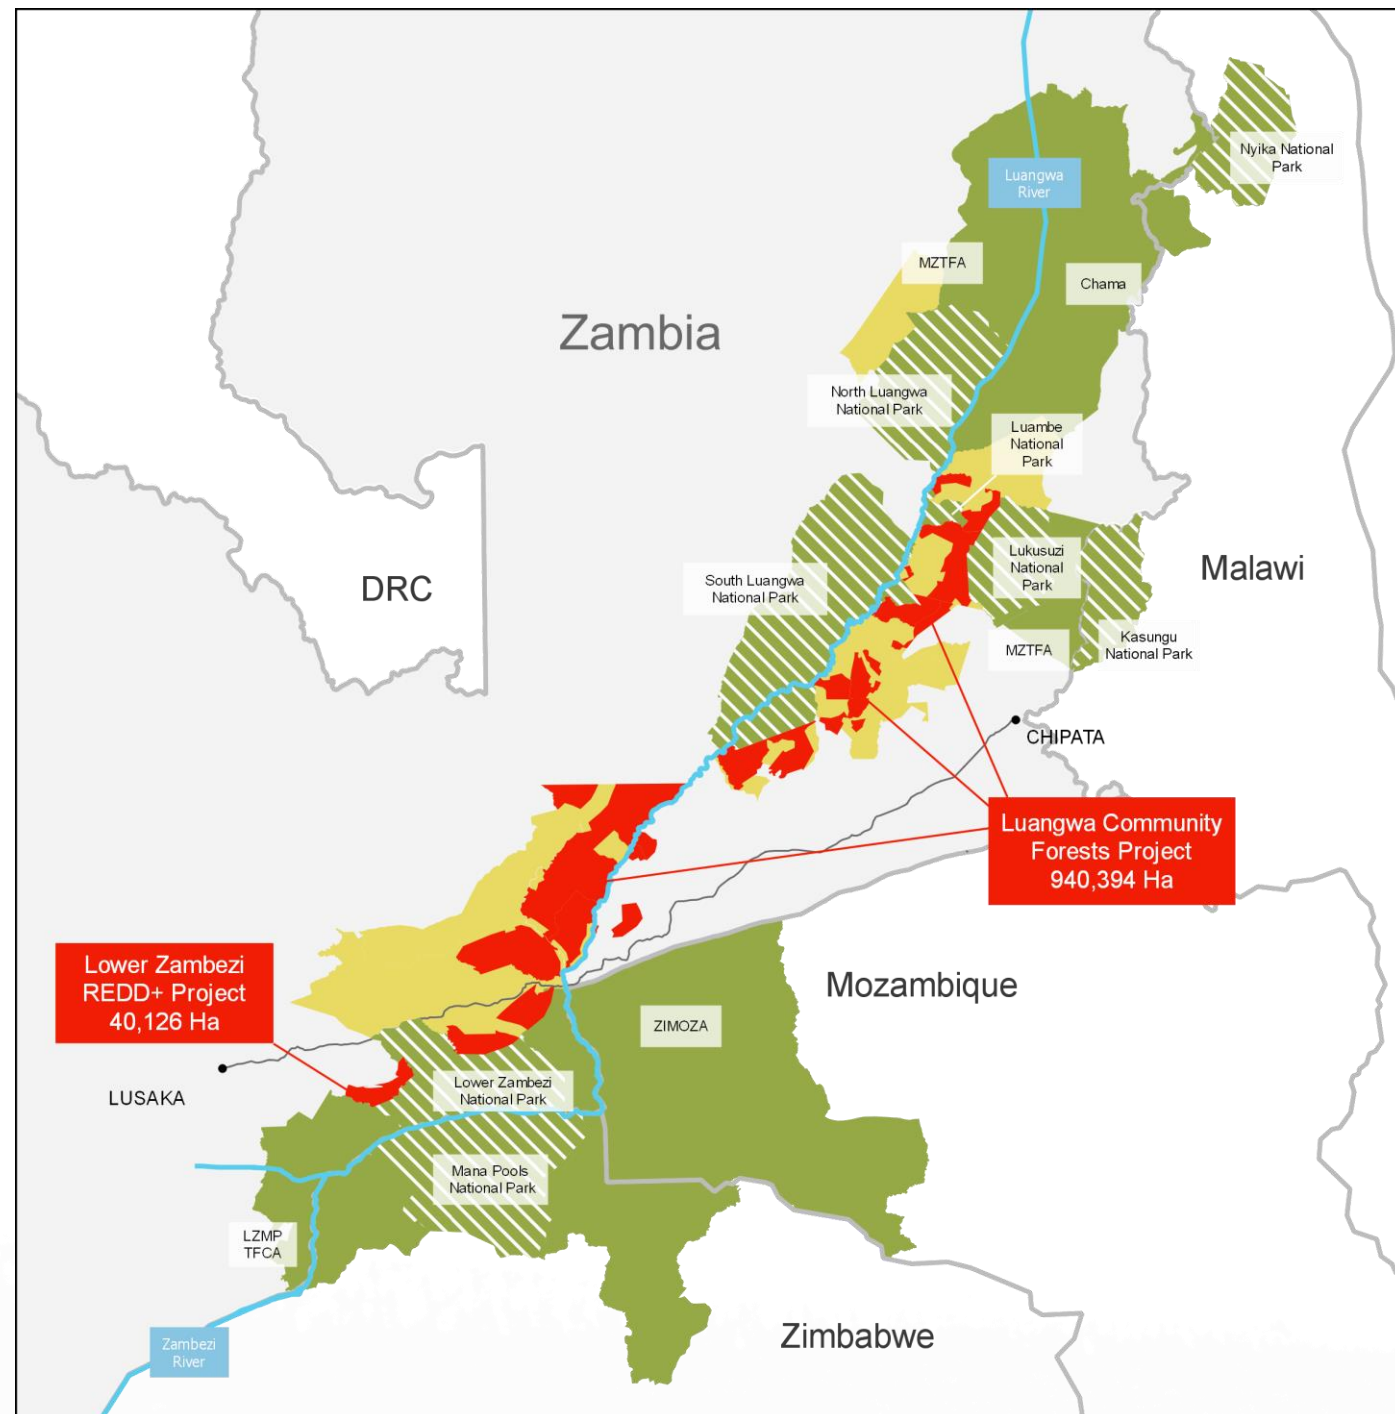 Nyika National
Park
Luangwa
River
MZTFA
Chama
Zambia
North Luangwa
National Park
Luambe
National
Park
Lukusuzi
National
Park
Malawi
DRC
South Luangwa
National Park
Kasungu
National Park
MZTFA
CHIPATA
Luangwa Community
Forests Project
940,394 Ha
Lower Zambezi
REDD+ Project
40,126 Ha
Mozambique
ZIMOZA
LUSAKA
Lower Zambezi
National Park
Mana Pools
National Park
LZMP
TFCA
Zimbabwe
Zambezi
River